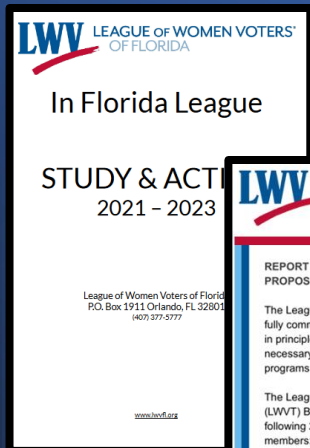 LWV LEAGUE OF WOMEN VOTERS®
OF FLORIDA
In Florida League
STUDY & ACTI
2021 – 2023
League of Women Voters of Florid
P.O. Box 1911 Orlando, FL 32801
(407) 377-5777
www.lwvfl.org
LWV
REPORT
PROPOS
The Leag
fully comm
in principl
necessary
programs
The Leag
(LWVT) B
following
members